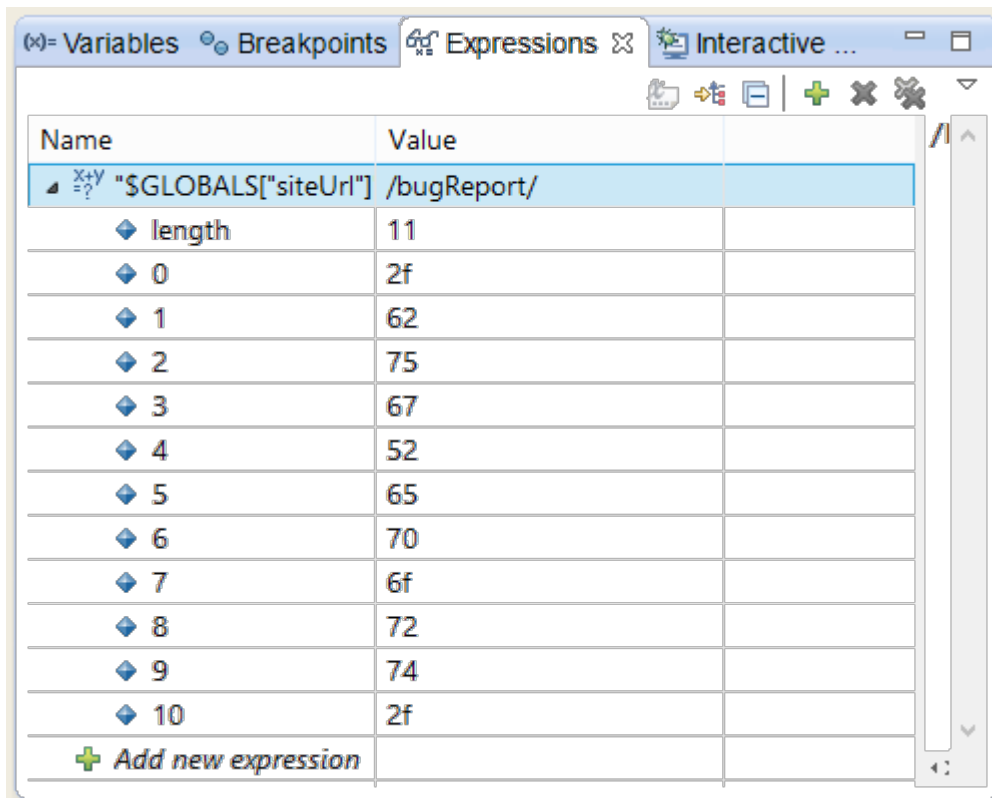 (x)= Variables Breakpoints Expressions Interactive ...
Name Value
X+Y =? "$GLOBALS["siteUrl"] /bugReport/
length 11
0 2f
1 62
2 75
3 67
4 52
5 65
6 70
7 6f
8 72
9 74
10 2f
Add new expression